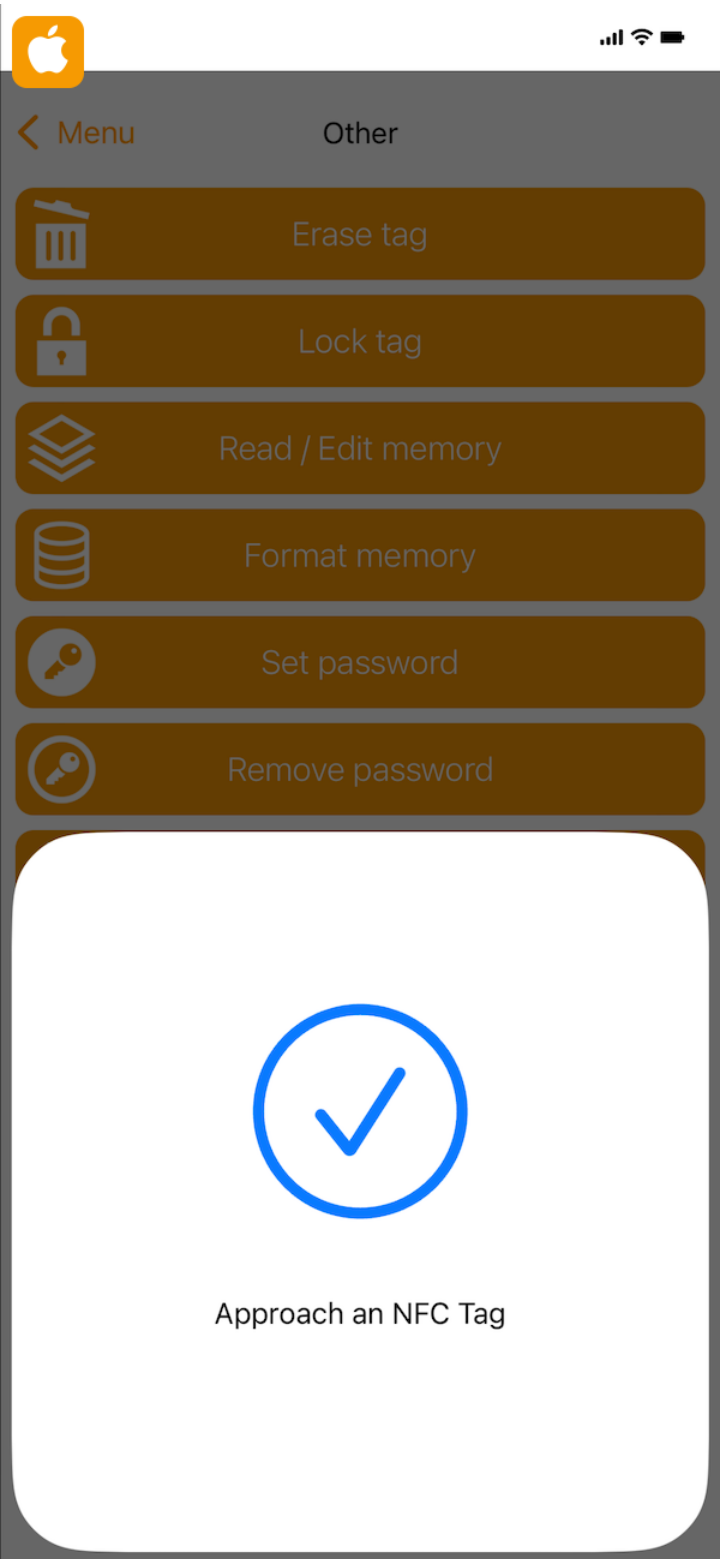 Menu
Other
Erase tag
Lock tag
Read / Edit memory
Format memory
Set password
Remove password
Approach an NFC Tag